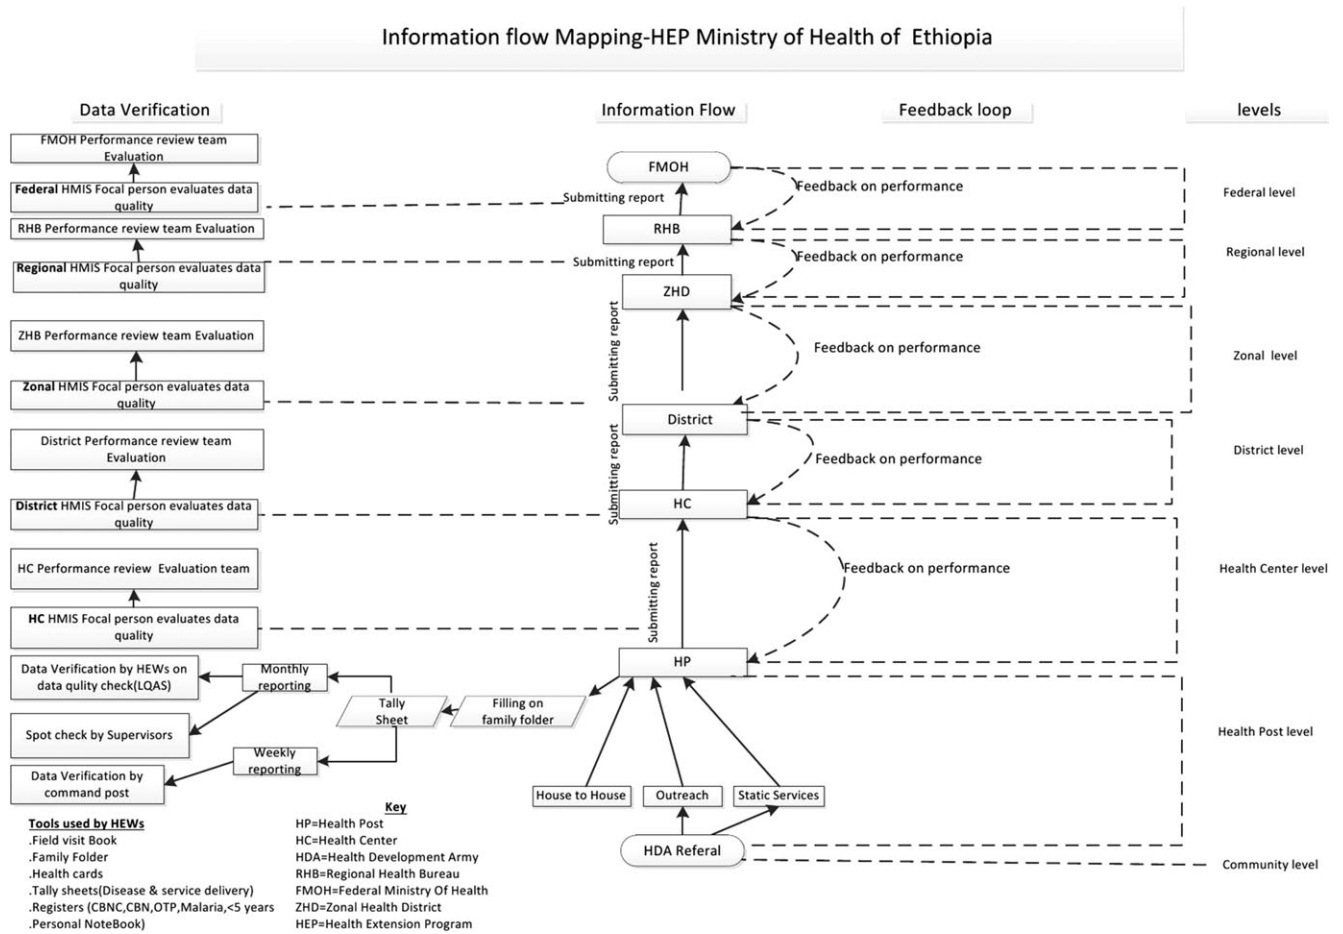 Information flow Mapping-HEP Ministry of Health of Ethiopia
Data Verification
Information Flow
Feedback loop
levels
FMOH Performance review team
Evaluation
Federal HMIS Focal person evaluates data
quality
RHB Performance review team Evaluation
Regional HMIS Focal person evaluates data
quality
ZHB Performance review team Evaluation
Zonal HMIS Focal person evaluates data
quality
District Performance review team
Evaluation
District HMIS Focal person evaluates data
quality
HC Performance review Evaluation team
HC HMIS Focal person evaluates data
quality
Data Verification by HEWs on
data qulity check(LQAS)
Spot check by Supervisors
Data Verification by
command post
Monthly
reporting
Weekly
reporting
Tally
Sheet
Filling on
family folder
FMOH
Submitting report
RHB
Submitting report
ZHD
Submitting report
District
Submitting report
HC
Submitting report
HP
House to House
Outreach
Static Services
HDA Referal
Feedback on performance
Feedback on performance
Feedback on performance
Feedback on performance
Feedback on performance
Federal level
Regional level
Zonal level
District level
Health Center level
Health Post level
Community level
Tools used by HEWs
.Field visit Book
.Family Folder
.Health cards
.Tally sheets(Disease & service delivery)
.Registers (CBNC,CBN,OTP,Malaria,<5 years
.Personal NoteBook)
Key
HP=Health Post
HC=Health Center
HDA=Health Development Army
RHB=Regional Health Bureau
FMOH=Federal Ministry Of Health
ZHD=Zonal Health District
HEP=Health Extension Program